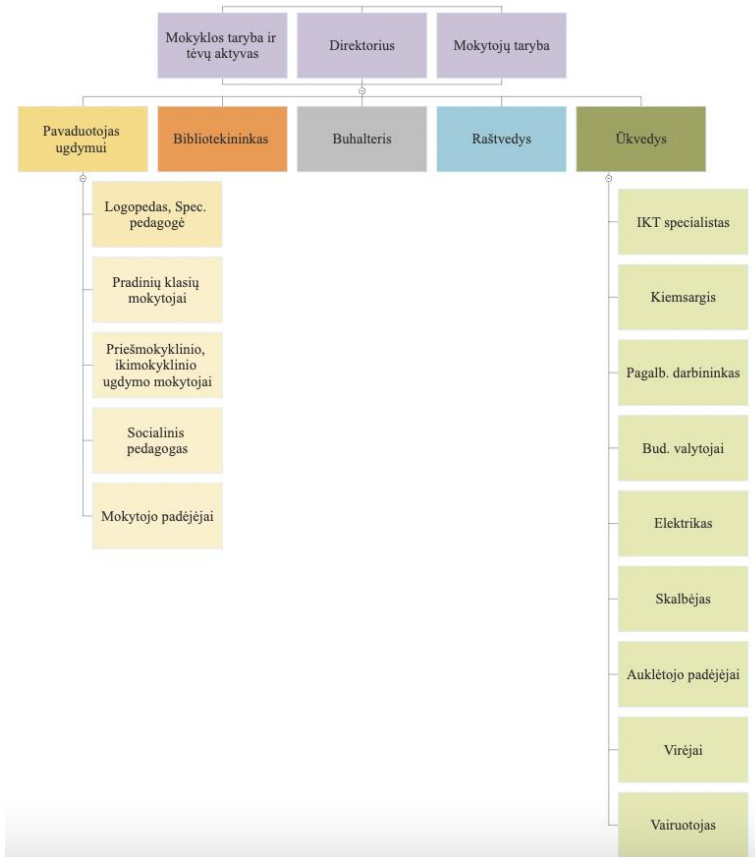 Mokyklos taryba ir
tėvų aktyvas
Direktorius
Mokytojų taryba
Pavaduotojas
ugdymui
Bibliotekininkas
Buhalteris
Raštvedys
Ūkvedys
Logopedas, Spec.
pedagogė
Pradinių klasių
mokytojai
Priešmokyklinio,
ikimokyklinio
ugdymo mokytojai
Socialinis
pedagogas
Mokytojo padėjėjai
IKT specialistas
Kiemsargis
Pagalb. darbininkas
Bud. valytojai
Elektrikas
Skalbėjas
Auklėtojo padėjėjai
Virėjai
Vairuotojas